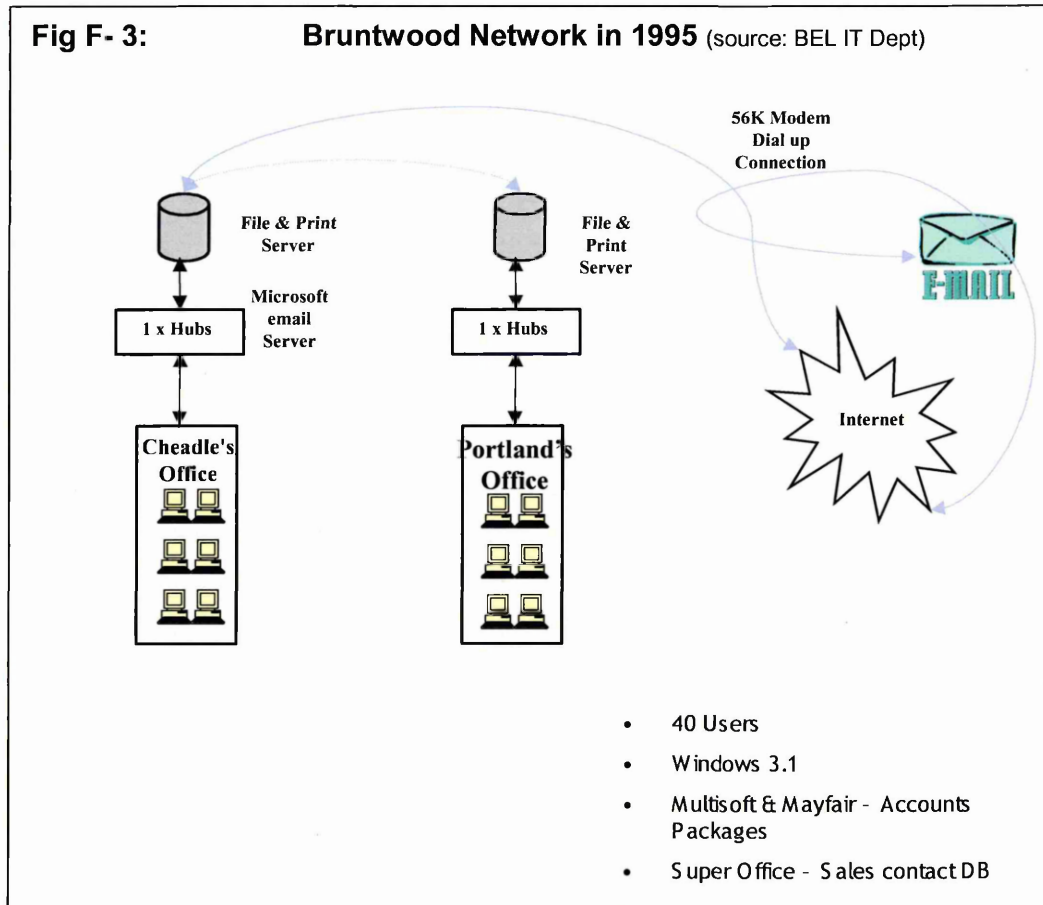 Fig F- 3: Bruntwood Network in 1995 (source: BEL IT Dept)
56K Modem
Dial up
Connection
File & Print
Server
File &
Print
Server
E-MAIL
Microsoft
email
Server
1 x Hubs
1 x Hubs
Internet
Cheadle's
Office
Portland's
Office
• 40 Users
• Windows 3.1
• Multisoft & Mayfair - Accounts
Packages
• Super Office - Sales contact DB